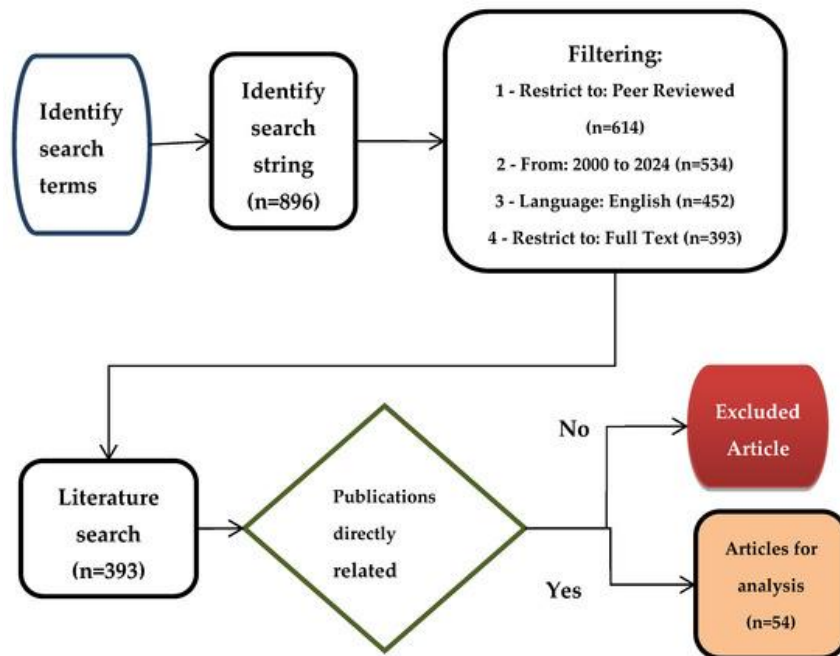 Identify
search
terms
Identify
search
string
(n=896)
Filtering:
1 - Restrict to: Peer Reviewed
(n=614)
2 - From: 2000 to 2024 (n=534)
3 - Language: English (n=452)
4 - Restrict to: Full Text (n=393)
Literature
search
(n=393)
Publications
directly
related
No
Excluded
Article
Yes
Articles for
analysis
(n=54)